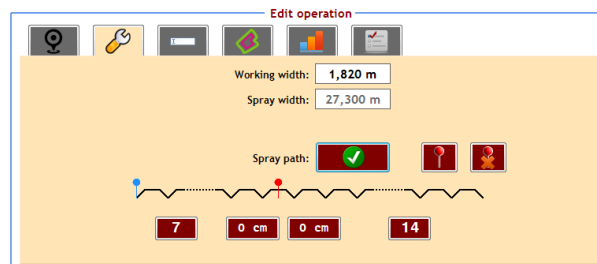 Edit operation
Working width: 1,820 m
Spray width: 27,300 m
Spray path:
7 0 cm 0 cm 14